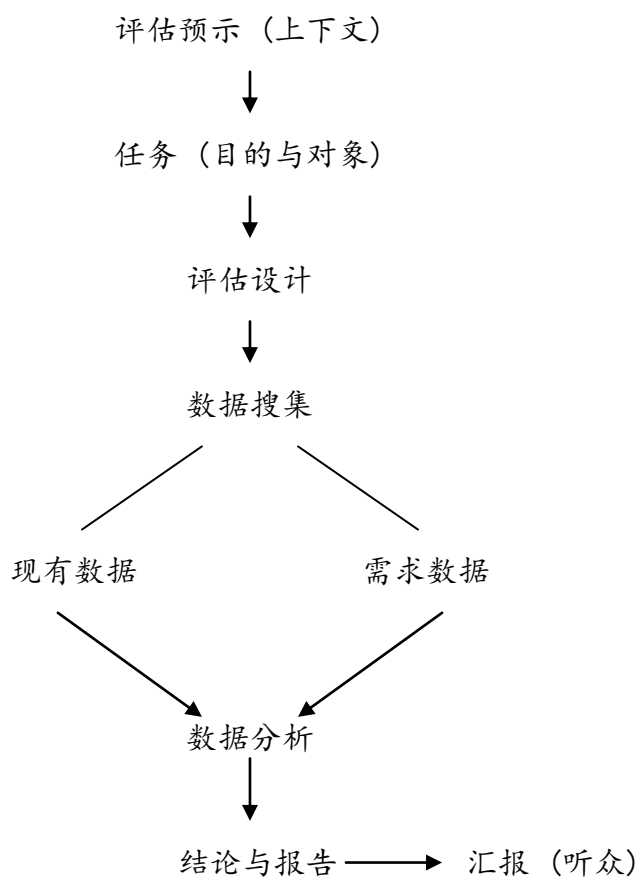 评估预示（上下文）
任务（目的与对象）
评估设计
数据搜集
现有数据 需求数据
数据分析
结论与报告 汇报（听众）